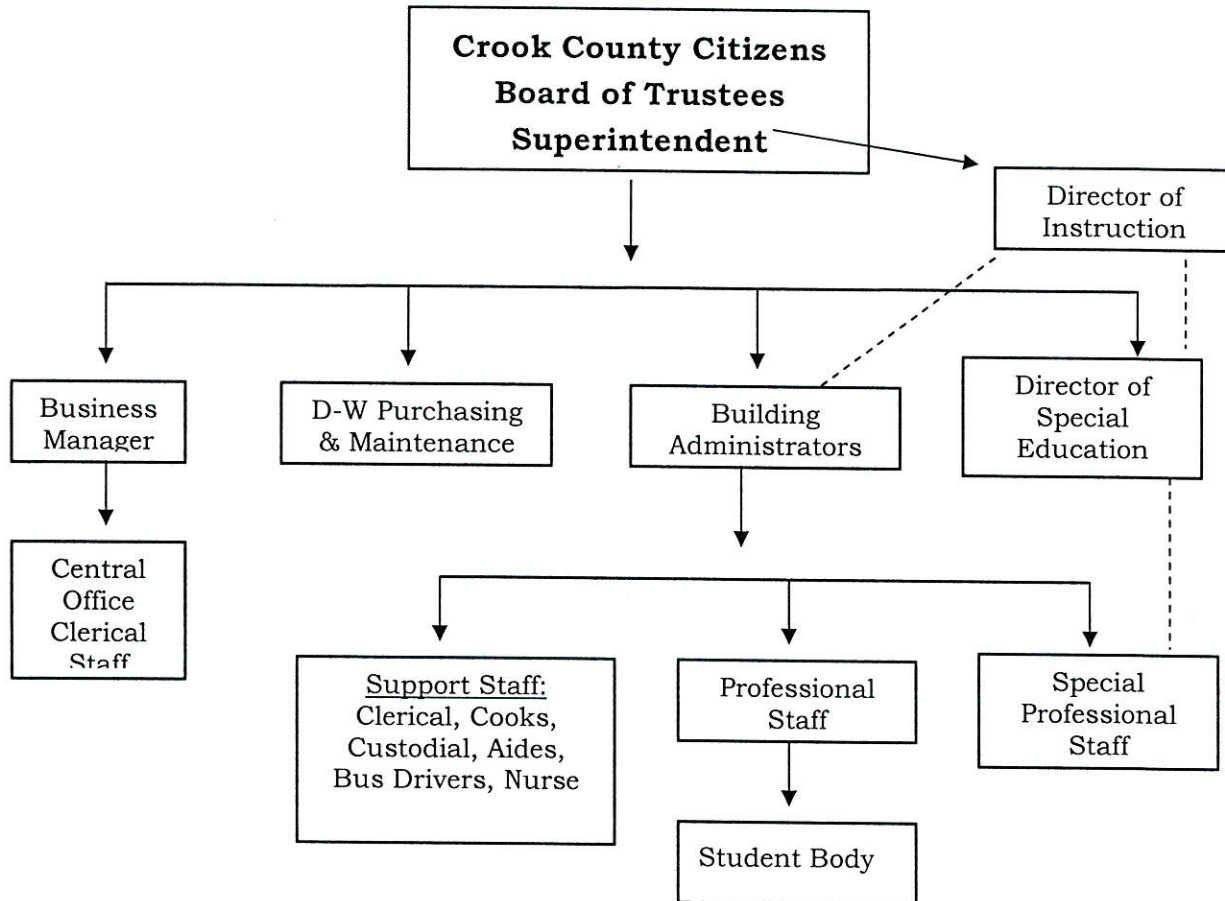 Crook County Citizens
Board of Trustees
Superintendent
Director of
Instruction
Business
Manager
D-W Purchasing
& Maintenance
Building
Administrators
Director of
Special
Education
Central
Office
Clerical
Staff
Support Staff:
Clerical, Cooks,
Custodial, Aides,
Bus Drivers, Nurse
Professional
Staff
Special
Professional
Staff
Student Body